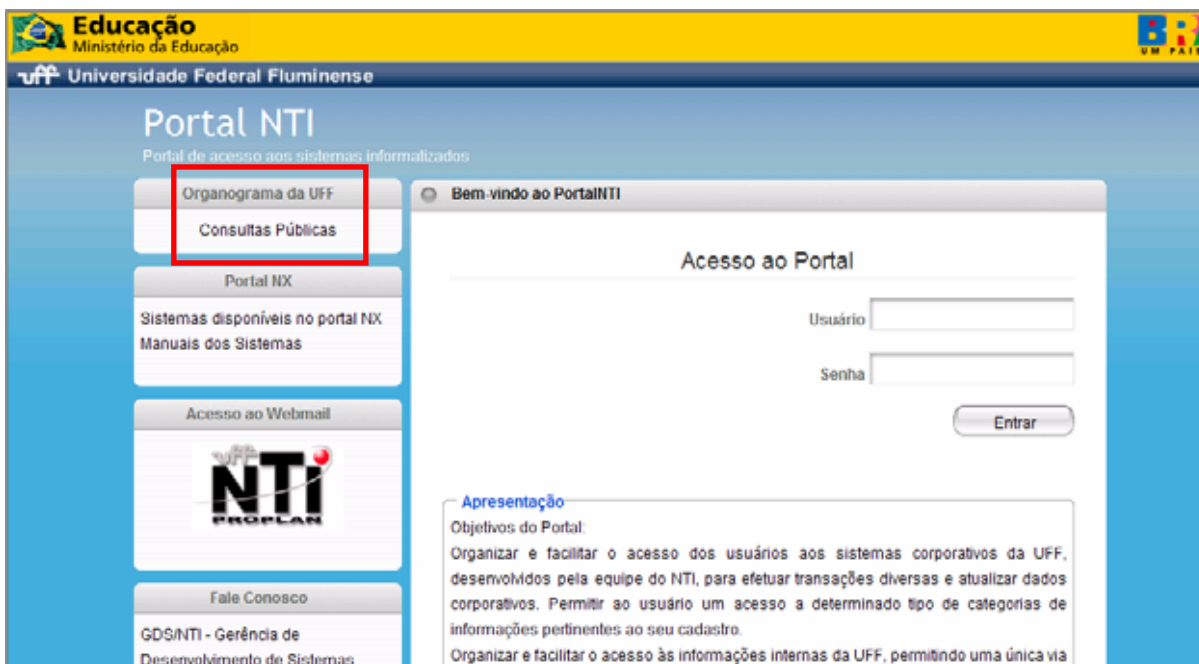 Educação
Ministério da Educação
UM PAÍS
uff Universidade Federal Fluminense
Portal NTI
Portal de acesso aos sistemas informalizados
Organograma da UFF
Consultas Públicas
Portal NX
Sistemas disponíveis no portal NX
Manuais dos Sistemas
Acesso ao Webmail
uff
NTi
PROPLAN
Fale Conosco
GDS/NTI - Gerência de
Desenvolvimento de Sistemas
Bem-vindo ao PortalNTI
Acesso ao Portal
Usuário
Senha
Entrar
Apresentação
Objetivos do Portal:
Organizar e facilitar o acesso dos usuários aos sistemas corporativos da UFF,
desenvolvidos pela equipe do NTI, para efetuar transações diversas e atualizar dados
corporativos. Permitir ao usuário um acesso a determinado tipo de categorias de
informações pertinentes ao seu cadastro.
Organizar e facilitar o acesso às informações internas da UFF, permitindo uma única via